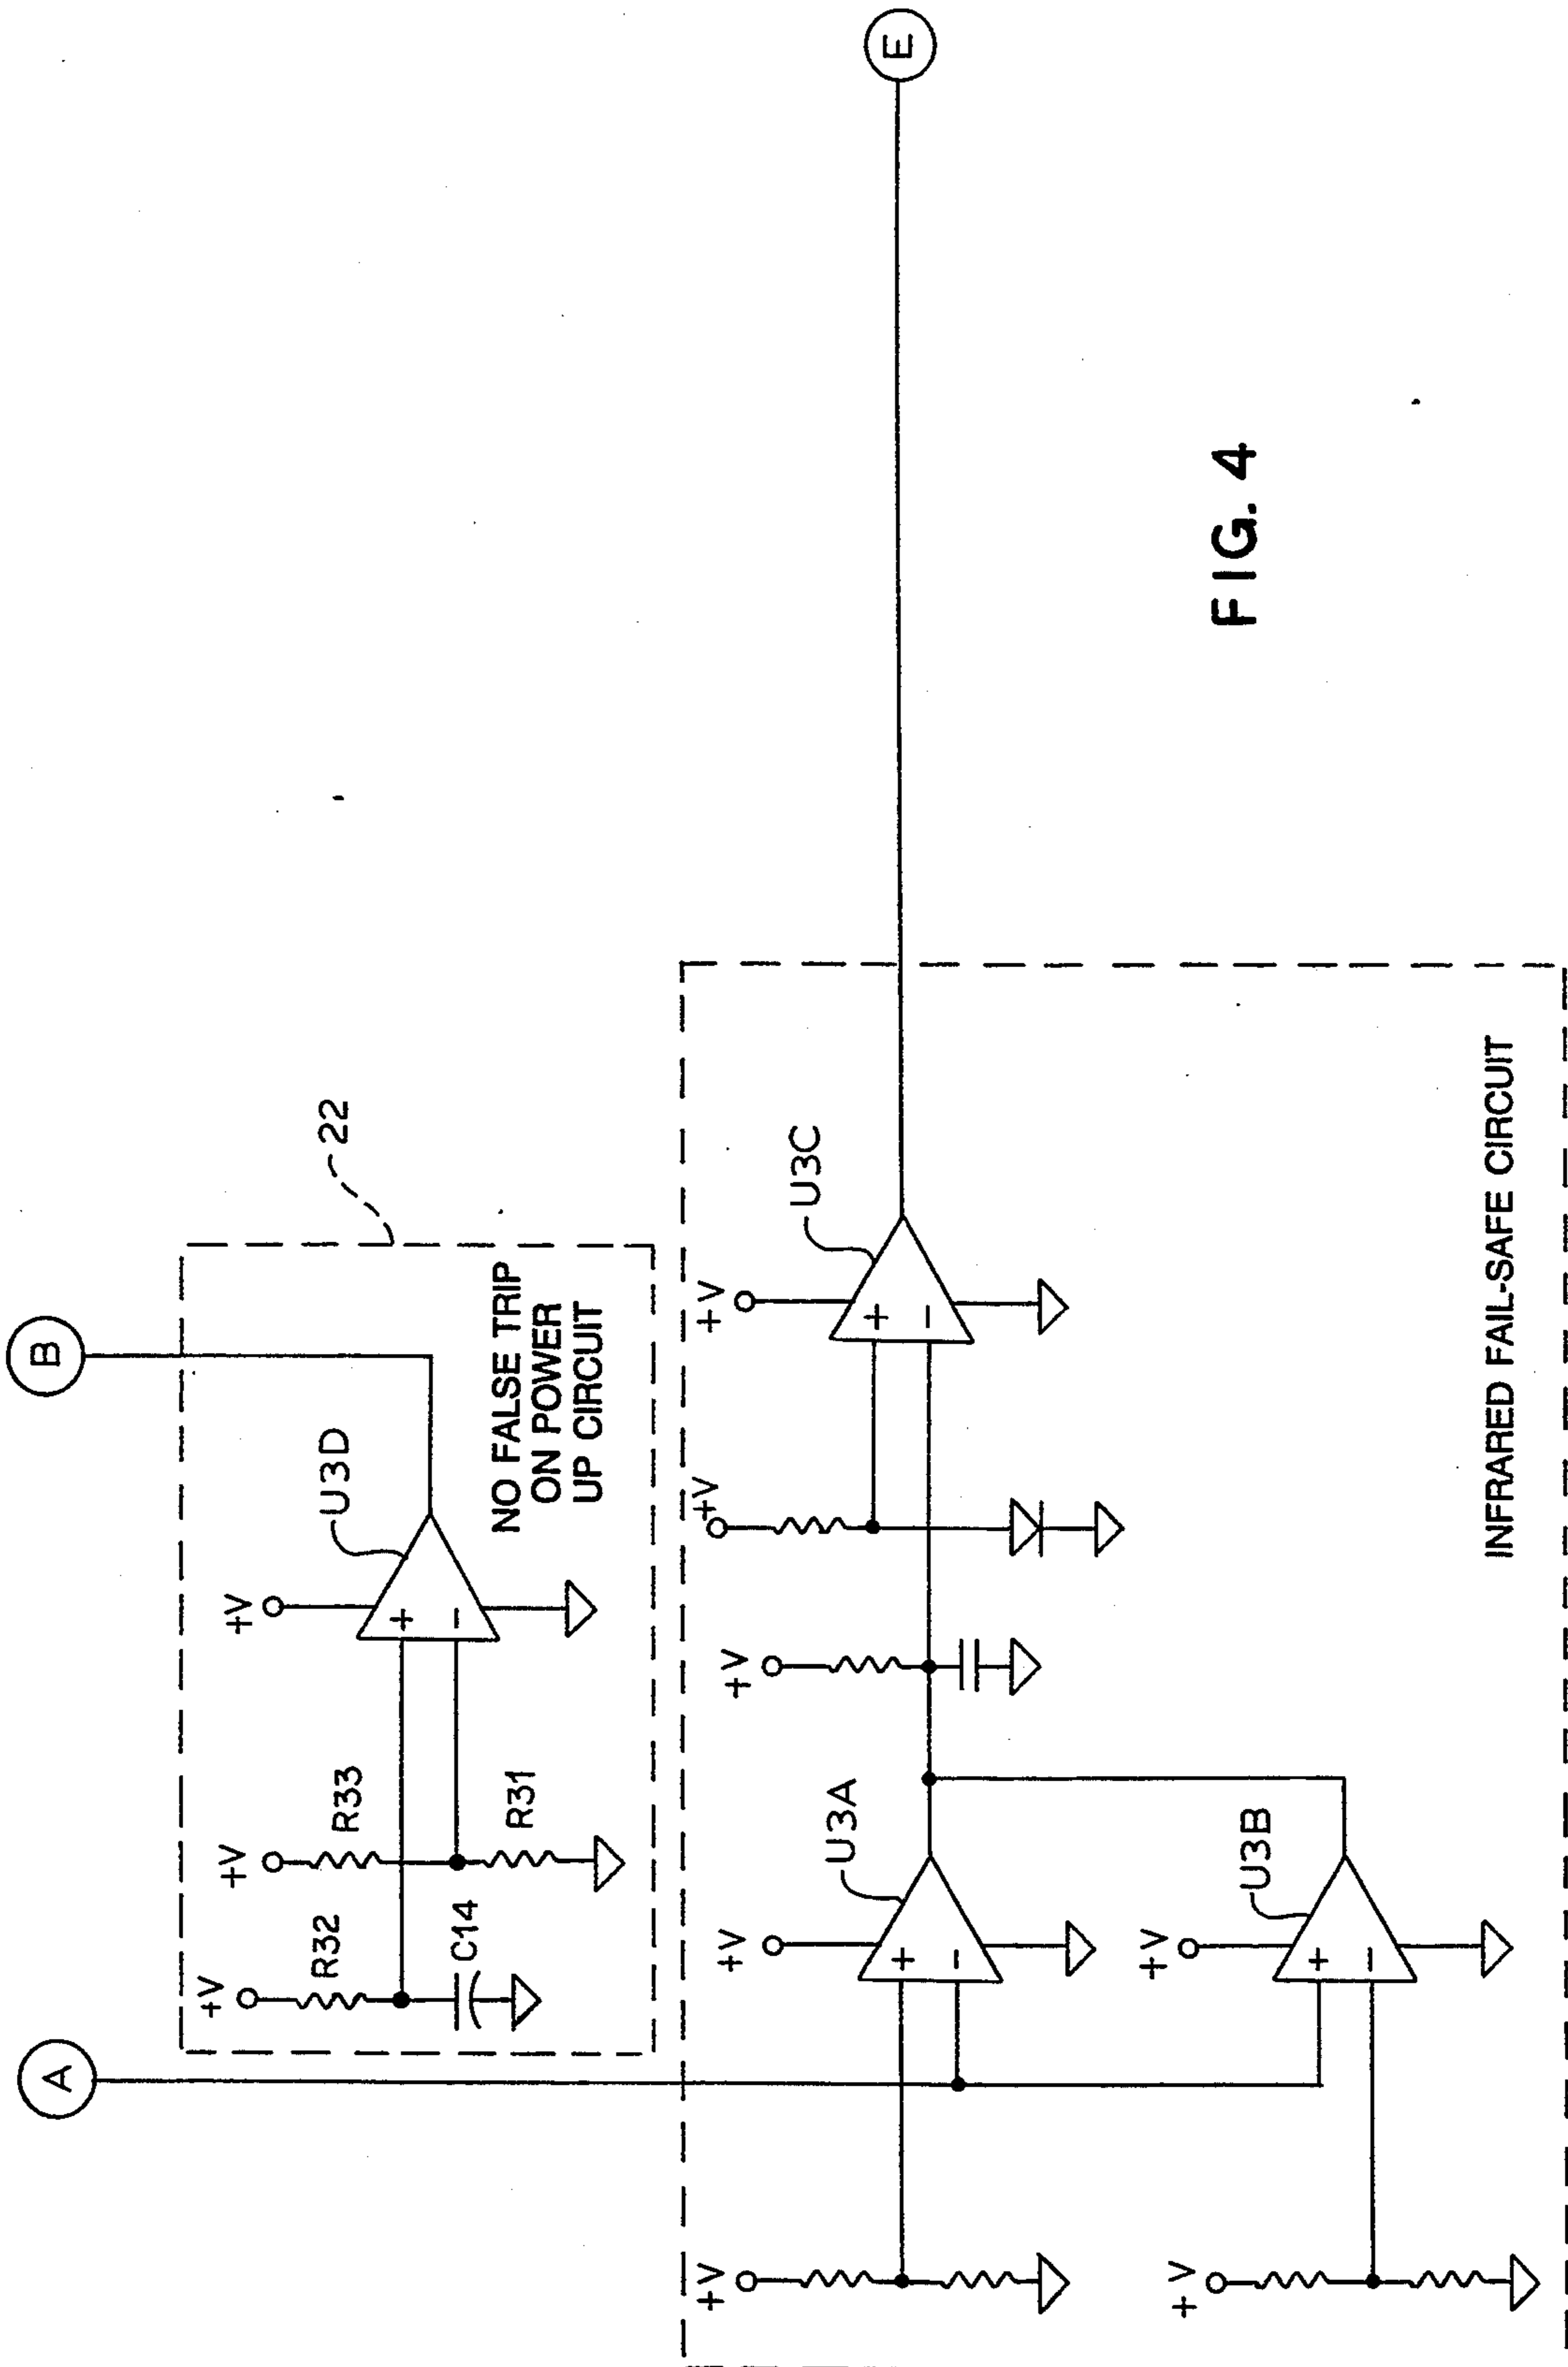 A
B
22
+V
R32
C14
+V
R33
R31
+V
+
-
U3D
NO FALSE TRIP
ON POWER
UP CIRCUIT
+V
+V
+
-
U3A
+V
+V
+
-
U3B
+V
+V
+V
+
-
U3C
E
INFRARED FAIL-SAFE CIRCUIT
FIG. 4